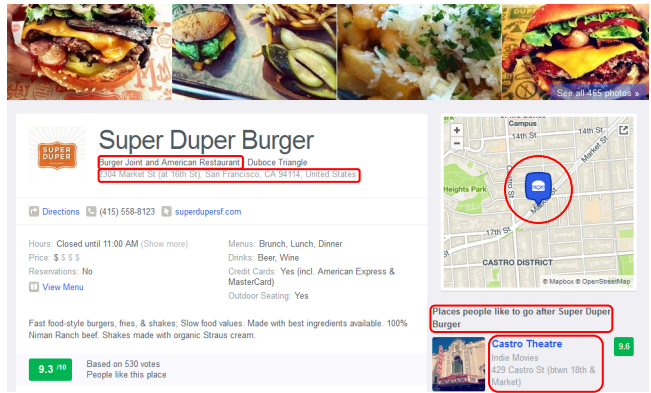 See all 465 photos »
SUPER
DUPER
Super Duper Burger
Burger Joint and American Restaurant Duboce Triangle
2304 Market St (at 16th St), San Francisco, CA 94114, United States
Directions (415) 558-8123 superdupersf.com
Hours: Closed until 11:00 AM (Show more)
Price: $ $ $ $
Reservations: No
View Menu
Menus: Brunch, Lunch, Dinner
Drinks: Beer, Wine
Credit Cards: Yes (incl. American Express &
MasterCard)
Outdoor Seating: Yes
Fast food-style burgers, fries, & shakes; Slow food values. Made with best ingredients available. 100%
Niman Ranch beef. Shakes made with organic Straus cream.
9.3 /10
Based on 530 votes
People like this place
+
−
Campus
14th St
14th St
Market St
Castro St
Heights Park
Market
17th St
CASTRO DISTRICT
© Mapbox © OpenStreetMap
Places people like to go after Super Duper
Burger
Castro Theatre
9.6
Indie Movies
429 Castro St (btwn 18th &
Market)